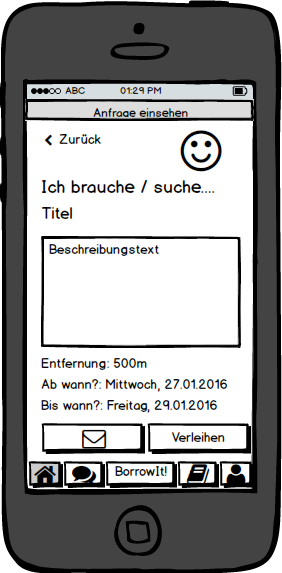 ABC 01:29 PM
Anfrage einsehen
Zurück
Ich brauche / suche....
Titel
Beschreibungstext
Entfernung: 500m
Ab wann?: Mittwoch, 27.01.2016
Bis wann?: Freitag, 29.01.2016
Verleihen
BorrowIt!